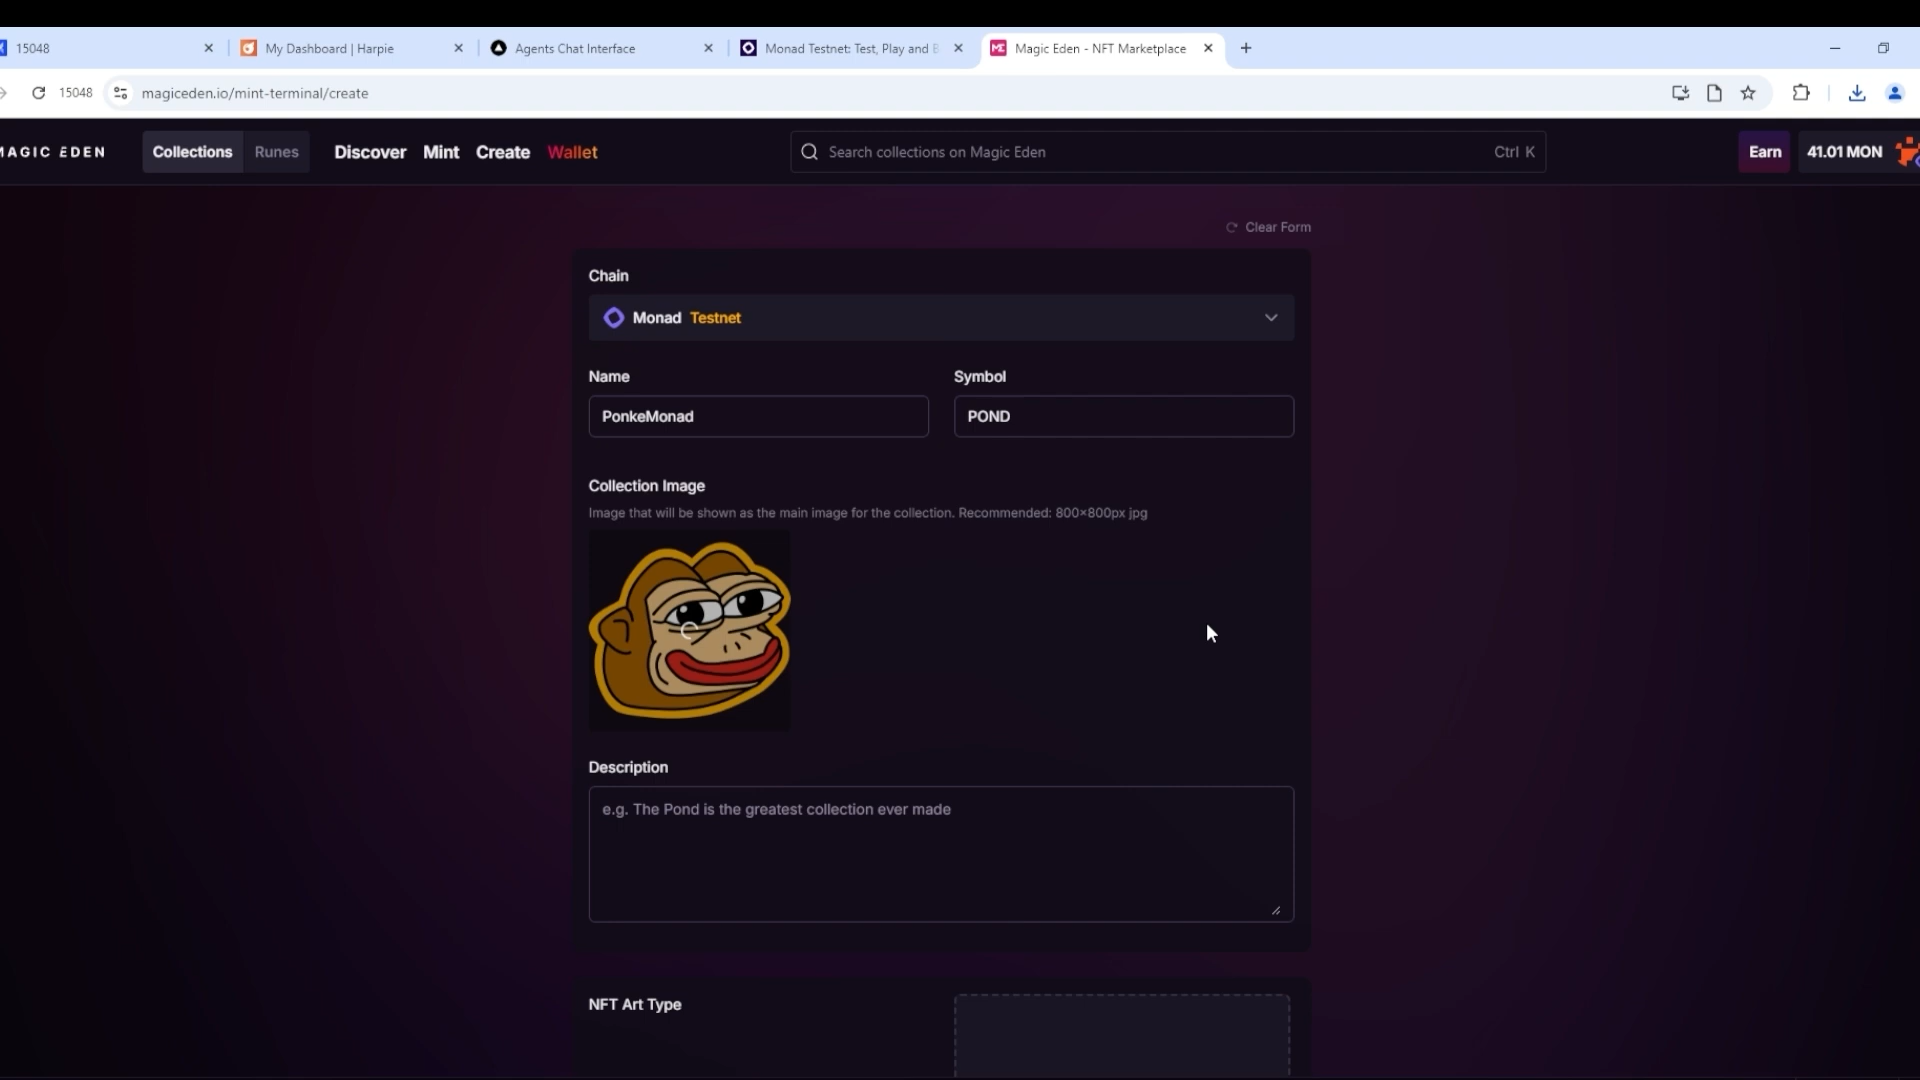 15048
My Dashboard | Harpie
Agents Chat Interface
Monad Testnet: Test, Play and B
Magic Eden - NFT Marketplace
15048
magiceden.io/mint-terminal/create
MAGIC EDEN
Collections
Runes
Discover
Mint
Create
Wallet
Search collections on Magic Eden
Ctrl K
Earn
41.01 MON
Clear Form
Chain
Monad Testnet
Name
Symbol
PonkeMonad
POND
Collection Image
Image that will be shown as the main image for the collection. Recommended: 800×800px jpg
Description
e.g. The Pond is the greatest collection ever made
NFT Art Type